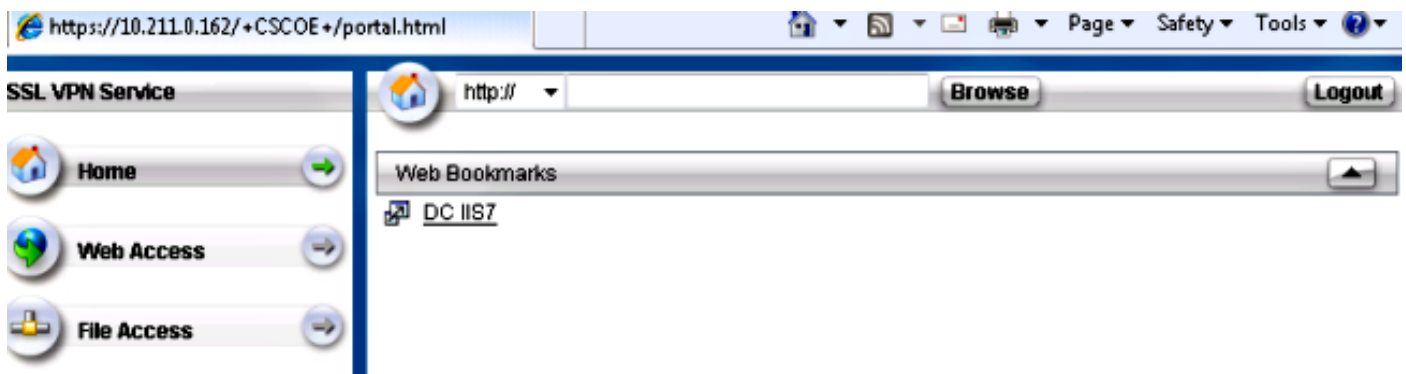 https://10.211.0.162/+CSCOE+/portal.html
Page Safety Tools
SSL VPN Service
http://
Browse
Logout
Home
Web Bookmarks
DC IIS7
Web Access
File Access